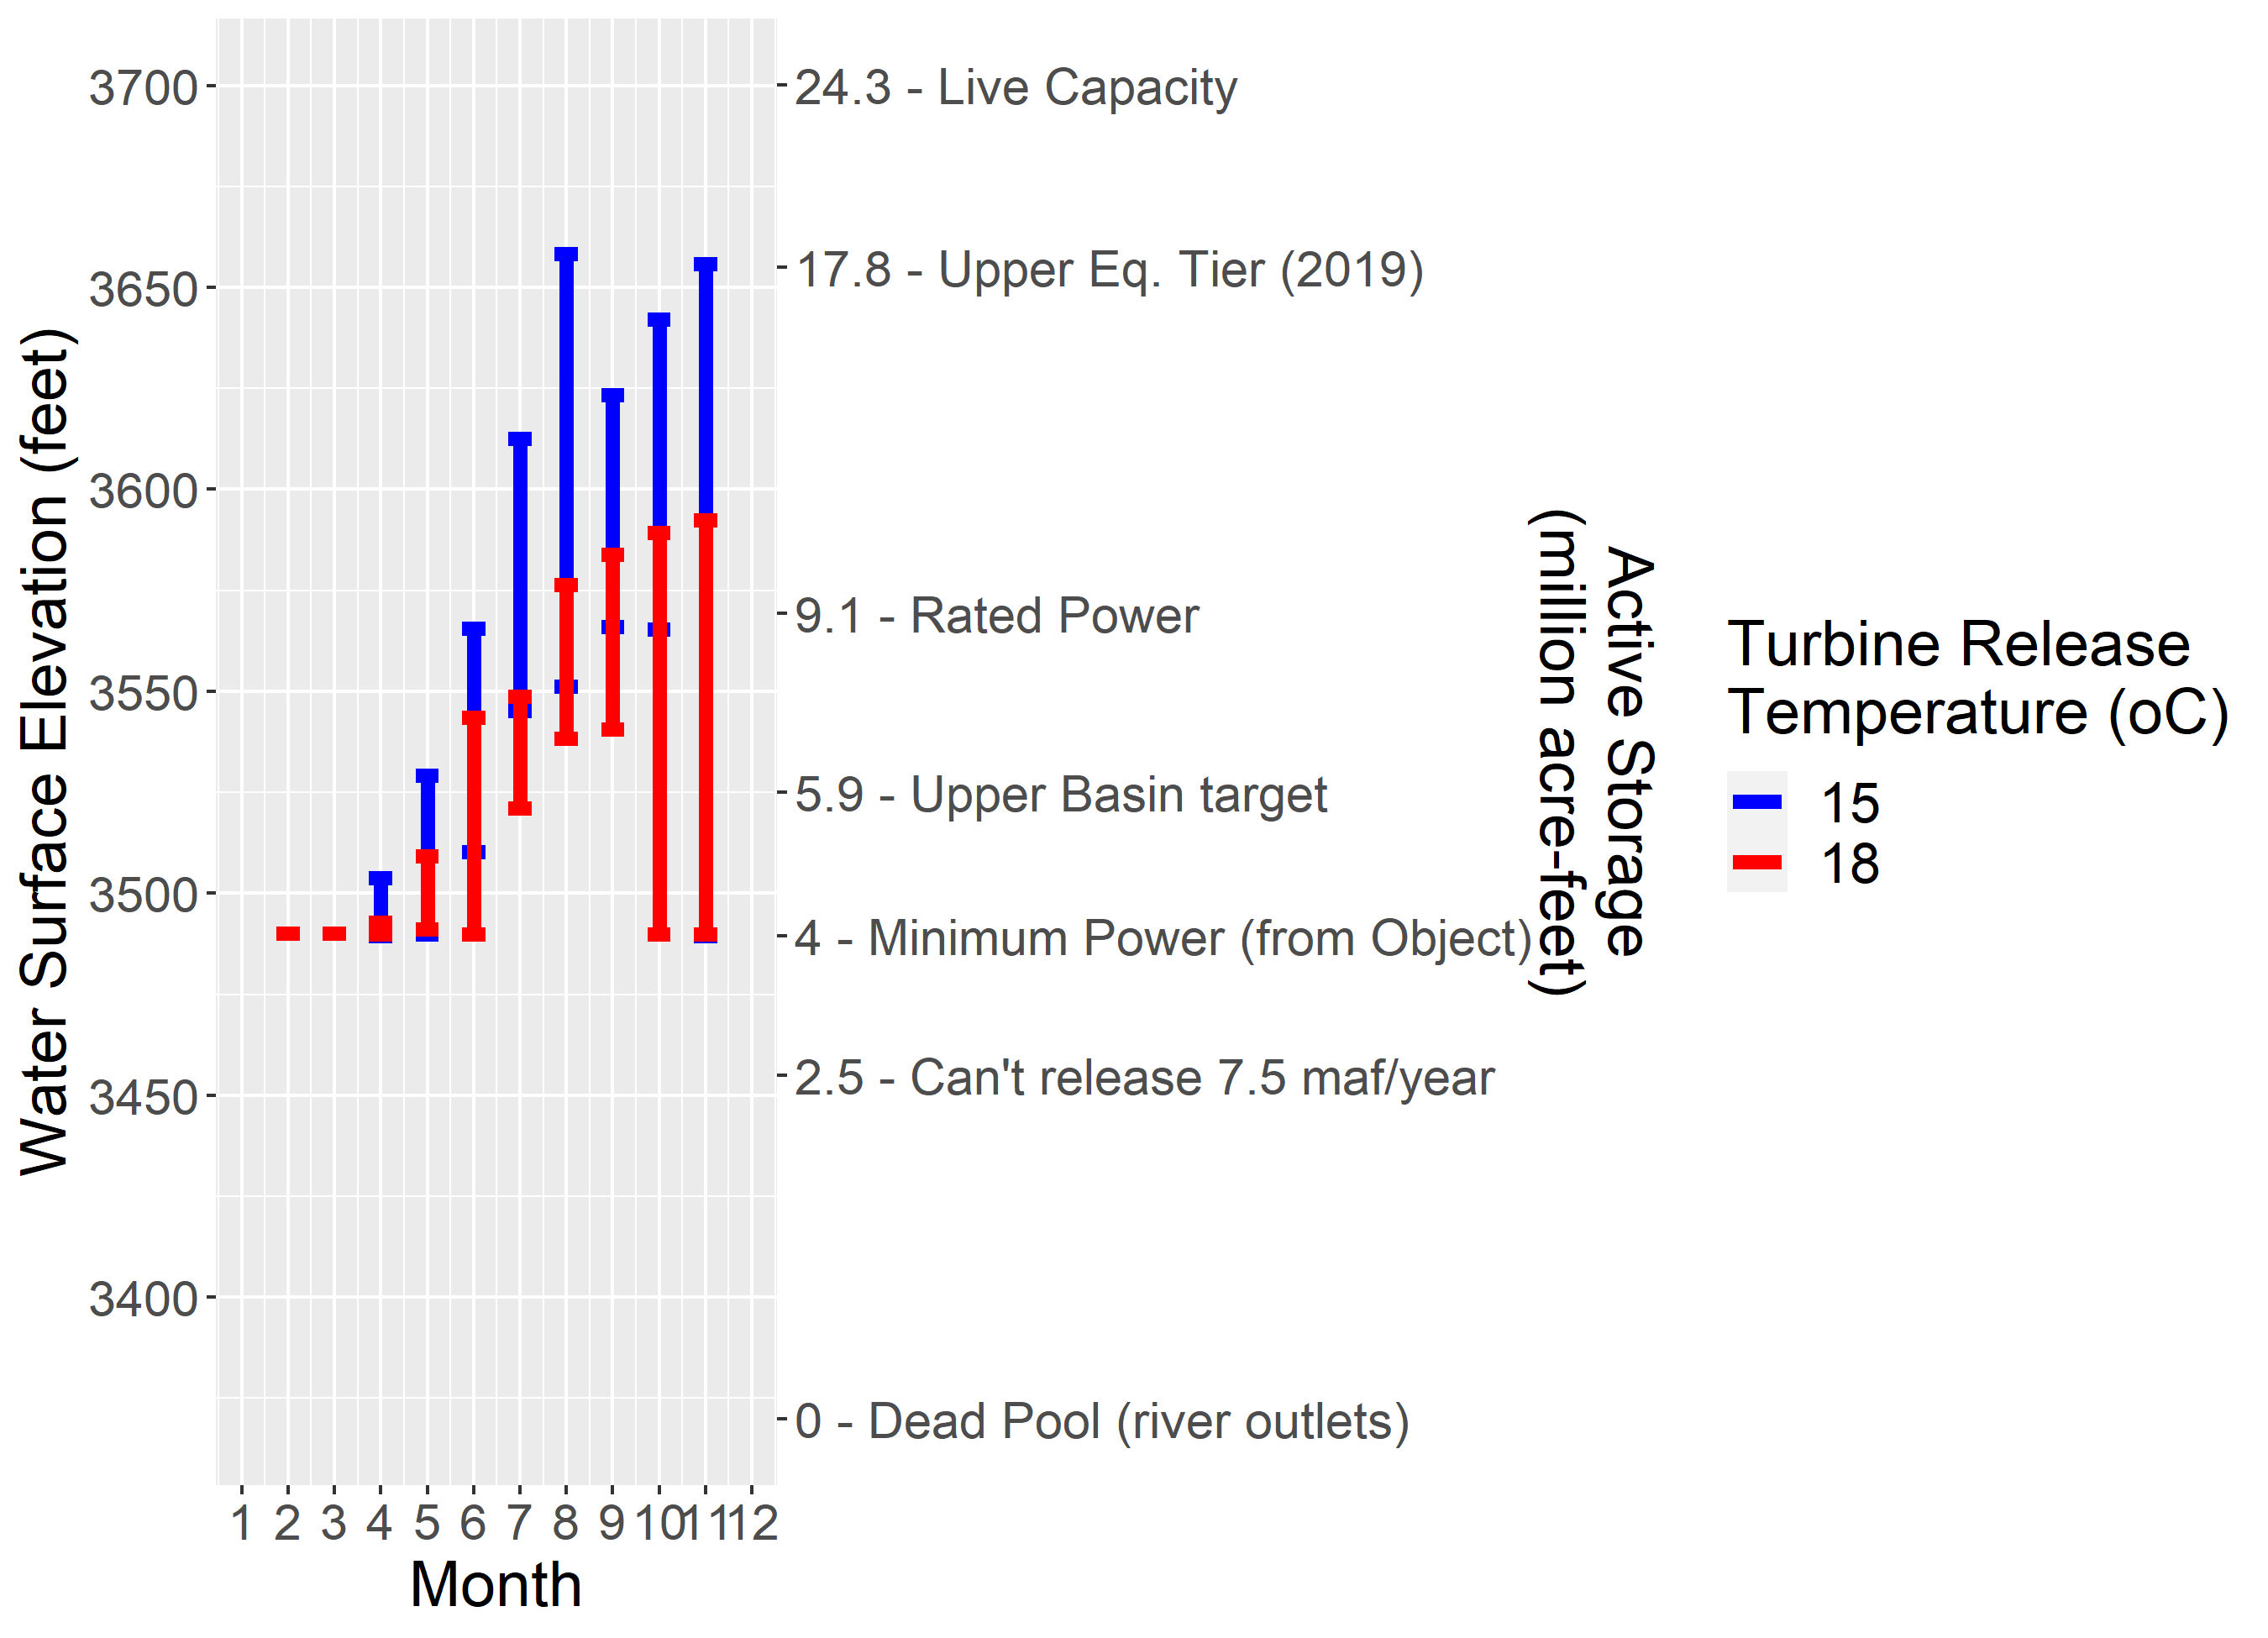 Water Surface Elevation (feet)
3700
3650
3600
3550
3500
3450
3400
24.3 - Live Capacity
17.8 - Upper Eq. Tier (2019)
9.1 - Rated Power
5.9 - Upper Basin target
4 - Minimum Power (from Object)
2.5 - Can't release 7.5 maf/year
0 - Dead Pool (river outlets)
Active Storage
(million acre-feet)
Turbine Release
Temperature (oC)
15
18
1 2 3 4 5 6 7 8 9 10 11 12
Month